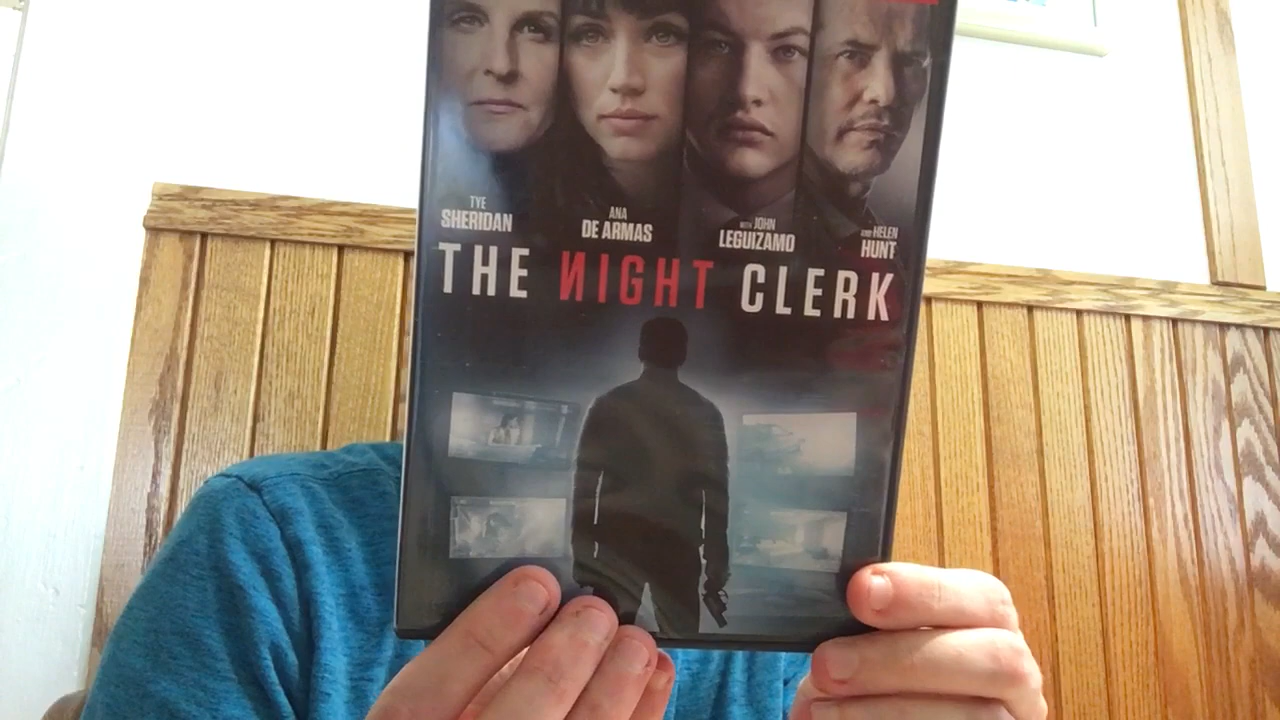 TYE
SHERIDAN
ANA
DE ARMAS
WITH JOHN
LEGUIZAMO
AND HELEN
HUNT
THE NIGHT CLERK